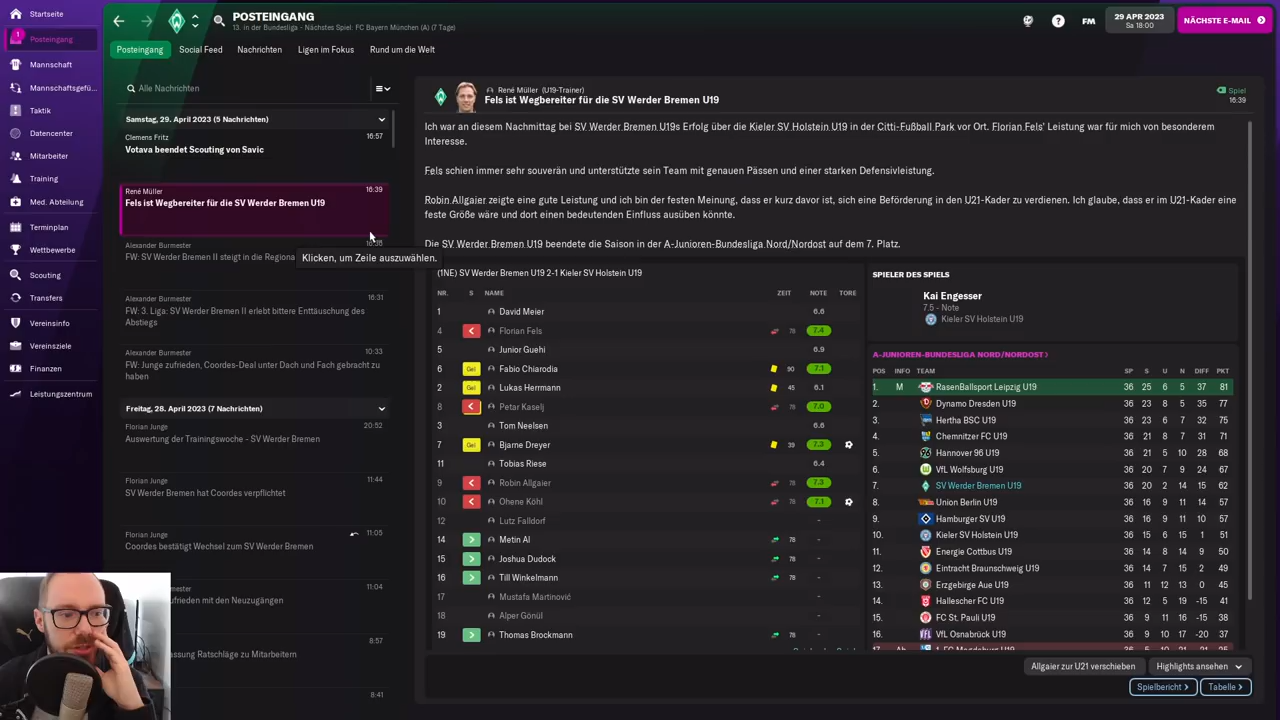 Startseite
1
Posteingang
Mannschaft
Mannschaftsgefü...
Taktik
Datencenter
Mitarbeiter
Training
Med. Abteilung
Terminplan
Wettbewerbe
Scouting
Transfers
Vereinsinfo
Vereinsziele
Finanzen
Leistungszentrum
POSTEINGANG
13. in der Bundesliga - Nächstes Spiel: FC Bayern München (A) (7 Tage)
FM
29 APR 2023
Sa 18:00
NÄCHSTE E-MAIL
Posteingang
Social Feed
Nachrichten
Ligen im Fokus
Rund um die Welt
Alle Nachrichten
Samstag, 29. April 2023 (5 Nachrichten)
Clemens Fritz
16:57
Votava beendet Scouting von Savic
René Müller
16:39
Fels ist Wegbereiter für die SV Werder Bremen U19
Alexander Burmester
FW: SV Werder Bremen II steigt in die Regiona
Klicken, um Zeile auszuwählen.
Alexander Burmester
16:31
FW: 3. Liga: SV Werder Bremen II erlebt bittere Enttäuschung des
Abstiegs
Alexander Burmester
10:33
FW: Junge zufrieden, Coordes-Deal unter Dach und Fach gebracht zu
haben
Freitag, 28. April 2023 (7 Nachrichten)
Florian Junge
20:52
Auswertung der Trainingswoche - SV Werder Bremen
Florian Junge
11:44
SV Werder Bremen hat Coordes verpflichtet
Florian Junge
11:05
Coordes bestätigt Wechsel zum SV Werder Bremen
11:04
frieden mit den Neuzugängen
8:57
assung Ratschläge zu Mitarbeitern
8:41
René Müller (U19-Trainer)
Fels ist Wegbereiter für die SV Werder Bremen U19
Spiel
16:39
Ich war an diesem Nachmittag bei SV Werder Bremen U19s Erfolg über die Kieler SV Holstein U19 in der Citti-Fußball Park vor Ort. Florian Fels' Leistung war für mich von besonderem
Interesse.
Fels schien immer sehr souverän und unterstützte sein Team mit genauen Pässen und einer starken Defensivleistung.
Robin Allgaier zeigte eine gute Leistung und ich bin der festen Meinung, dass er kurz davor ist, sich eine Beförderung in den U21-Kader zu verdienen. Ich glaube, dass er im U21-Kader eine
feste Größe wäre und dort einen bedeutenden Einfluss ausüben könnte.
Die SV Werder Bremen U19 beendete die Saison in der A-Junioren-Bundesliga Nord/Nordost auf dem 7. Platz.
(1NE) SV Werder Bremen U19 2-1 Kieler SV Holstein U19
NR. S NAME ZEIT NOTE TORE
1 David Meier 6.6
4 Florian Fels 78 7.4
5 Junior Guehi 6.9
6 Gel Fabio Chiarodia 90 7.1
2 Gel Lukas Herrmann 45 6.1
8 Petar Kaselj 78 7.0
3 Tom Neelsen 6.6
7 Gel Bjarne Dreyer 39 7.3
11 Tobias Riese 6.4
9 Robin Allgaier 78 7.3
10 Ohene Köhl 78 7.1
12 Lutz Falldorf -
14 Metin Al 78 -
15 Joshua Dudock 78 -
16 Till Winkelmann 78 -
17 Mustafa Martinović -
18 Alper Gönül -
19 Thomas Brockmann 78 -
SPIELER DES SPIELS
Kai Engesser
7.5 - Note
Kieler SV Holstein U19
A-JUNIOREN-BUNDESLIGA NORD/NORDOST
POS INFO TEAM SP S U N DIFF PKT
1. M RasenBallsport Leipzig U19 36 25 6 5 37 81
2. Dynamo Dresden U19 36 23 8 5 35 77
3. Hertha BSC U19 36 23 6 7 32 75
4. Chemnitzer FC U19 36 21 8 7 31 71
5. Hannover 96 U19 36 21 5 10 28 68
6. VfL Wolfsburg U19 36 20 7 9 24 67
7. SV Werder Bremen U19 36 20 2 14 15 62
8. Union Berlin U19 36 16 9 11 14 57
9. Hamburger SV U19 36 16 9 11 10 57
10. Kieler SV Holstein U19 36 15 6 15 1 51
11. Energie Cottbus U19 36 14 8 14 9 50
12. Eintracht Braunschweig U19 36 14 7 15 2 49
13. Erzgebirge Aue U19 36 11 12 13 0 45
14. Hallescher FC U19 36 12 5 19 -15 41
15. FC St. Pauli U19 36 9 11 16 -15 38
16. VfL Osnabrück U19 36 9 10 17 -20 37
17. Ab 1. FC Magdeburg U19 36 5 10 21
Allgaier zur U21 verschieben
Highlights ansehen
Spielbericht
Tabelle